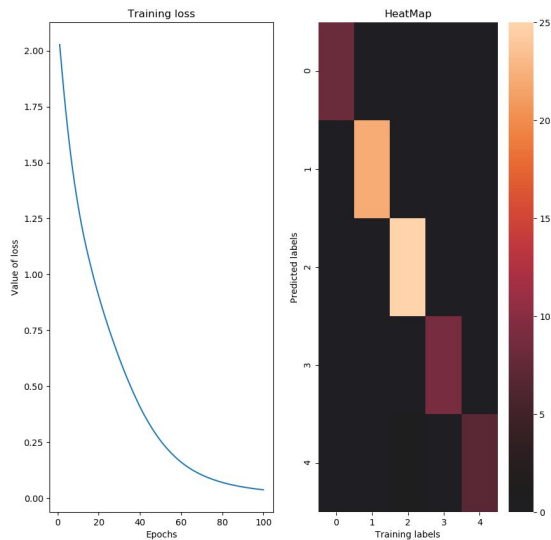 Training loss
2.00
1.75
1.50
1.25
1.00
0.75
0.50
0.25
0.00
Value of loss
0 20 40 60 80 100
Epochs
HeatMap
0
1
2
3
4
Predicted labels
0 1 2 3 4
Training labels
25
20
15
10
5
0